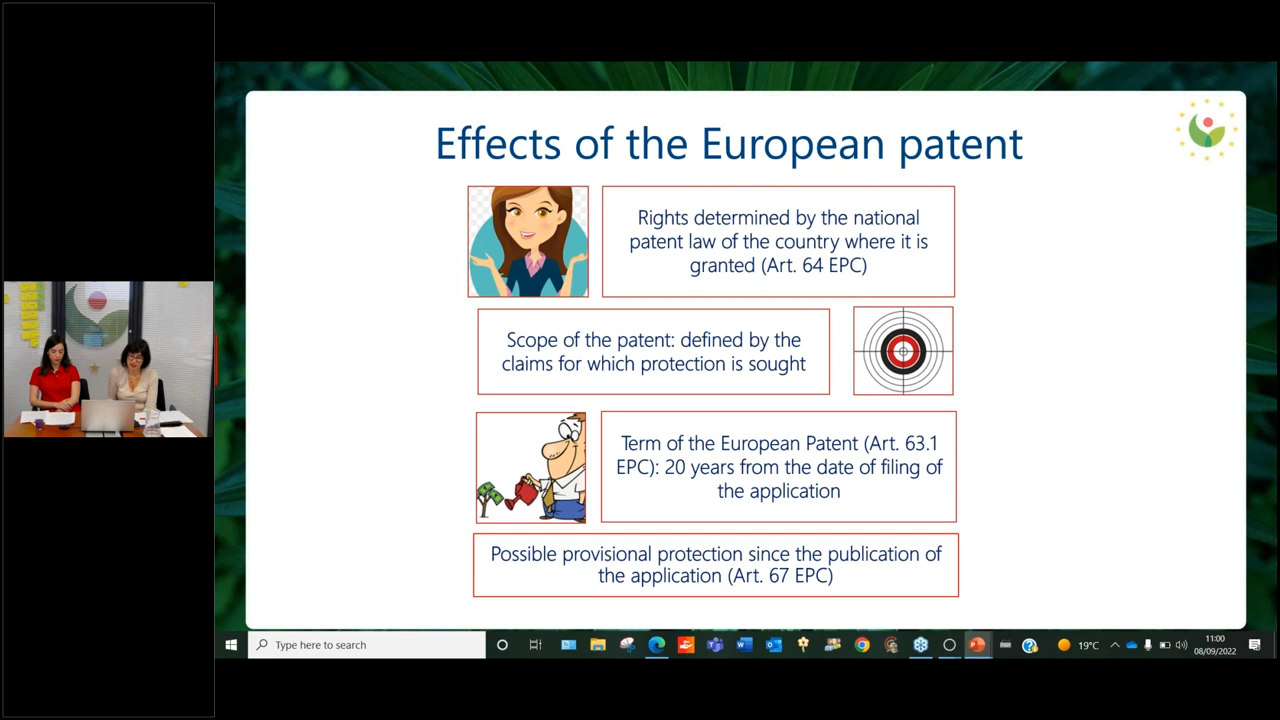 Effects of the European patent
Rights determined by the national
patent law of the country where it is
granted (Art. 64 EPC)
Scope of the patent: defined by the
claims for which protection is sought
Term of the European Patent (Art. 63.1
EPC): 20 years from the date of filing of
the application
Possible provisional protection since the publication of
the application (Art. 67 EPC)
Type here to search
19°C
11:00
08/09/2022